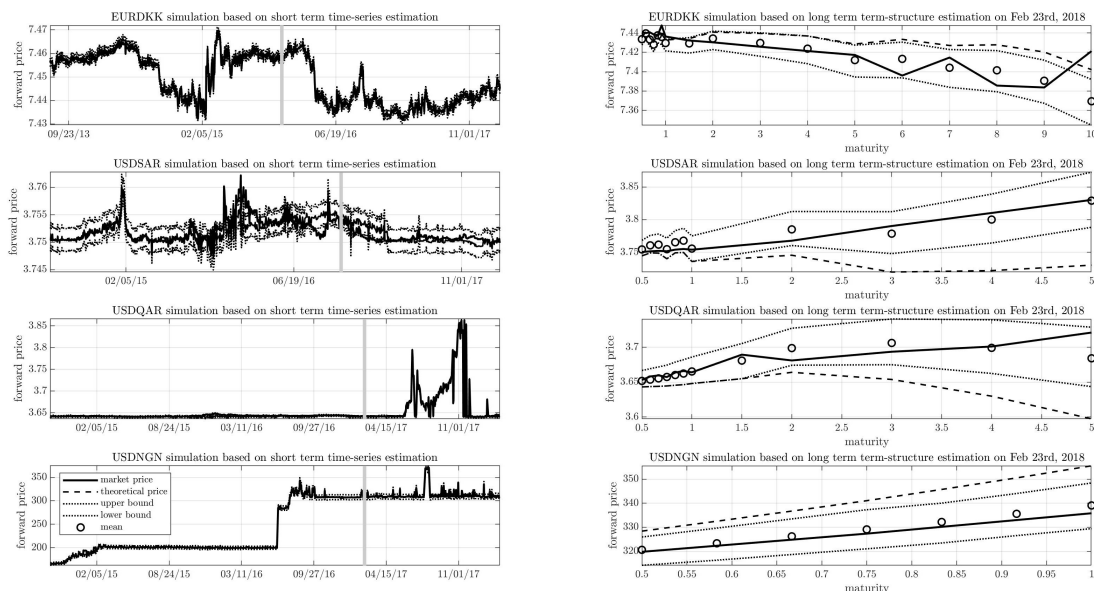 EURDKK simulation based on short term time-series estimation
forward price
7.47
7.46
7.45
7.44
7.43
09/23/13 02/05/15 06/19/16 11/01/17
USDSAR simulation based on short term time-series estimation
forward price
3.76
3.755
3.75
3.745
02/05/15 06/19/16 11/01/17
USDQAR simulation based on short term time-series estimation
forward price
3.85
3.8
3.75
3.7
3.65
02/05/15 08/24/15 03/11/16 09/27/16 04/15/17 11/01/17
USDNGN simulation based on short term time-series estimation
forward price
350
300
250
200
market price
theoretical price
upper bound
lower bound
mean
02/05/15 08/24/15 03/11/16 09/27/16 04/15/17 11/01/17
EURDKK simulation based on long term term-structure estimation on Feb 23rd, 2018
forward price
7.44
7.42
7.4
7.38
7.36
0 1 2 3 4 5 6 7 8 9 10
maturity
USDSAR simulation based on long term term-structure estimation on Feb 23rd, 2018
forward price
3.85
3.8
3.75
0.5 1 1.5 2 2.5 3 3.5 4 4.5 5
maturity
USDQAR simulation based on long term term-structure estimation on Feb 23rd, 2018
forward price
3.7
3.65
3.6
0.5 1 1.5 2 2.5 3 3.5 4 4.5 5
maturity
USDNGN simulation based on long term term-structure estimation on Feb 23rd, 2018
forward price
350
340
330
320
0.5 0.55 0.6 0.65 0.7 0.75 0.8 0.85 0.9 0.95 1
maturity